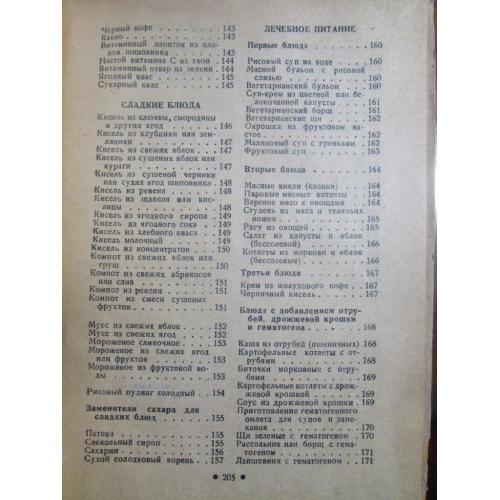 Черный кофе . . . . . . . 143
Какао . . . . . . . . . 143
Витаминный напиток из плодов
шиповника . . . . . . 143
Настой витамина С из хвои . 144
Витаминный отвар из зелени . 144
Ягодный квас . . . . . . 145
Сухарный квас . . . . . . 145
СЛАДКИЕ БЛЮДА
Кисель из клюквы, смородины
и других ягод . . . . . 146
Кисель из клубники или зем-
ляники . . . . . . . 147
Кисель из свежих яблок . . 147
Кисель из сушеных яблок или
кураги . . . . . . . 147
Кисель из сушеной черники
или сухих ягод шиповника . 148
Кисель из ревеня . . . . 148
Кисель из щавеля или кис-
лицы . . . . . . . . 148
Кисель из ягодного сиропа . 149
Кисель из ягодного сока . . 149
Кисель из хлебного кваса . . 149
Кисель молочный . . . . . 149
Кисель из концентратов . . 150
Компот из свежих яблок или
груш . . . . . . . . 150
Компот из свежих абрикосов
или слив . . . . . . . 151
Компот из ревеня . . . . . 151
Компот из смеси сушеных
фруктов . . . . . . . 151
Мусс из свежих яблок . . . 152
Мусс из свежих ягод . . . 152
Мороженое сливочное . . . 153
Мороженое из свежих ягод
или фруктов . . . . . . 153
Мороженое из фруктовой во-
ды . . . . . . . . . 153
Рисовый пудинг холодный . . 154
Заменители сахара для
сладких блюд . . . . . 155
Патока . . . . . . . . 155
Свекольный сироп . . . . . 155
Сахарин . . . . . . . . 156
Сухой солодковый корень . . 157
ЛЕЧЕБНОЕ ПИТАНИЕ
Первые блюда . . . . . 160
Рисовый суп на воде . . . 160
Мясной бульон с рисовой
слизью . . . . . . . 160
Вегетарианский бульон . . . 160
Суп-крем из цветной или бе-
локочанной капусты . . . 161
Вегетарианский борщ . . . 161
Вегетарианские щи . . . . 162
Окрошка на фруктовом на-
стое . . . . . . . . 162
Малиновый суп с гренками . 162
Фруктовый суп . . . . . . 163
Вторые блюда . . . . . 164
Мясные кнели (клецки) . . . 164
Паровые мясные котлеты . . 164
Вареное мясо с овощами . . 164
Студень из мяса и телячьих
ножек . . . . . . . . 165
Рагу из овощей . . . . . 165
Салат из капусты и яблок
(бессолевой) . . . . . . 166
Котлеты из моркови и яблок
(бессолевые) . . . . . . 166
Третьи блюда . . . . . 167
Крем из желудового кофе . . 167
Черничный кисель . . . . . 167
Блюда с добавлением отру-
бей, дрожжевой крошки
и гематогена . . . . . 168
Каша из отрубей (пшеничных) . 168
Картофельные котлеты с от-
рубями . . . . . . . 168
Биточки морковные с отру-
бями . . . . . . . . 169
Картофельные котлеты с дрож-
жевой крошкой . . . . . 169
Соус из дрожжевой крошки . 169
Приготовление гематогенного
омлета для супов и запе-
канок . . . . . . . . 170
Щи зеленые с гематогеном . 170
Рассольник или борщ с гема-
тогеном . . . . . . . 171
Лапшевник с гематогеном . . 171
• 205 •